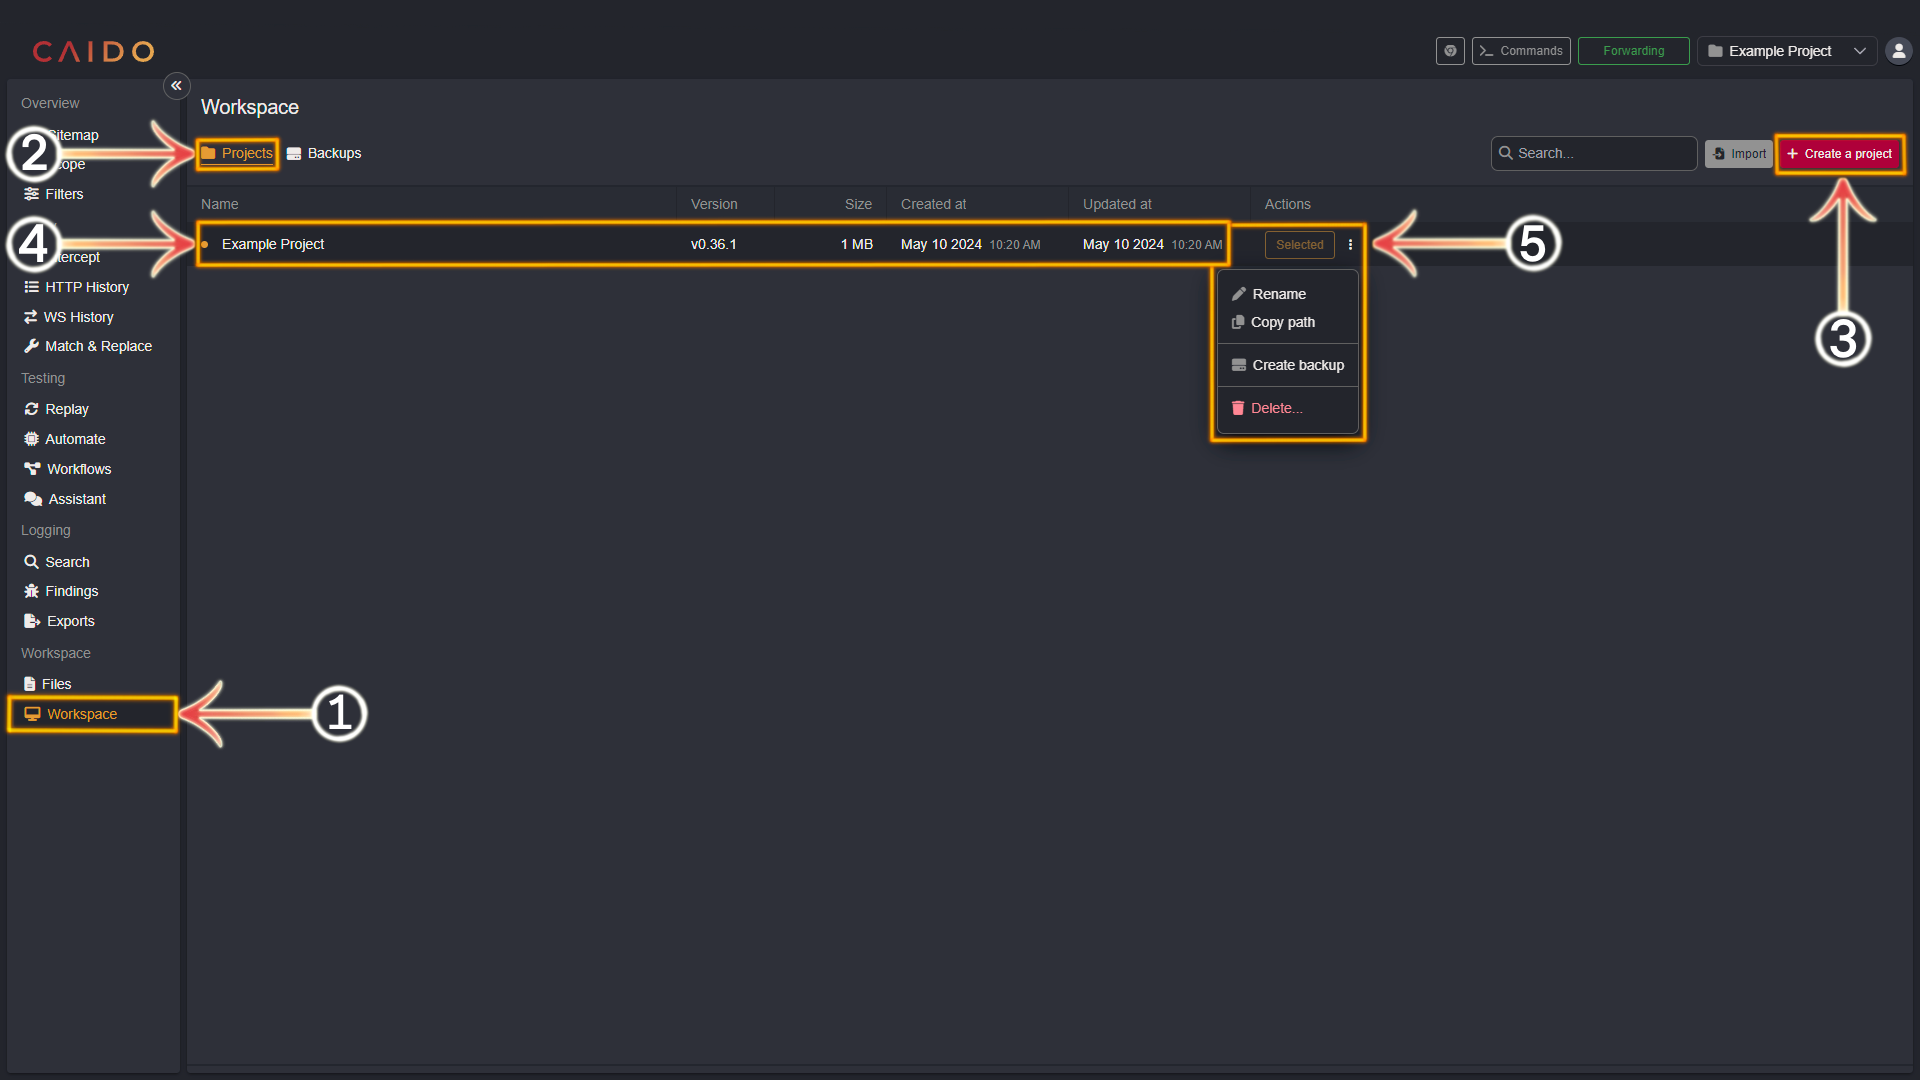 CAIDO
Commands
Forwarding
Example Project
Overview
Sitemap
Filters
HTTP History
WS History
Match & Replace
Testing
Replay
Automate
Workflows
Assistant
Logging
Search
Findings
Exports
Workspace
Files
Workspace
Workspace
Projects Backups
Search...
Import
+ Create a project
Name Version Size Created at Updated at Actions
Example Project v0.36.1 1 MB May 10 2024 10:20 AM May 10 2024 10:20 AM Selected
Rename
Copy path
Create backup
Delete...
1
2
3
4
5